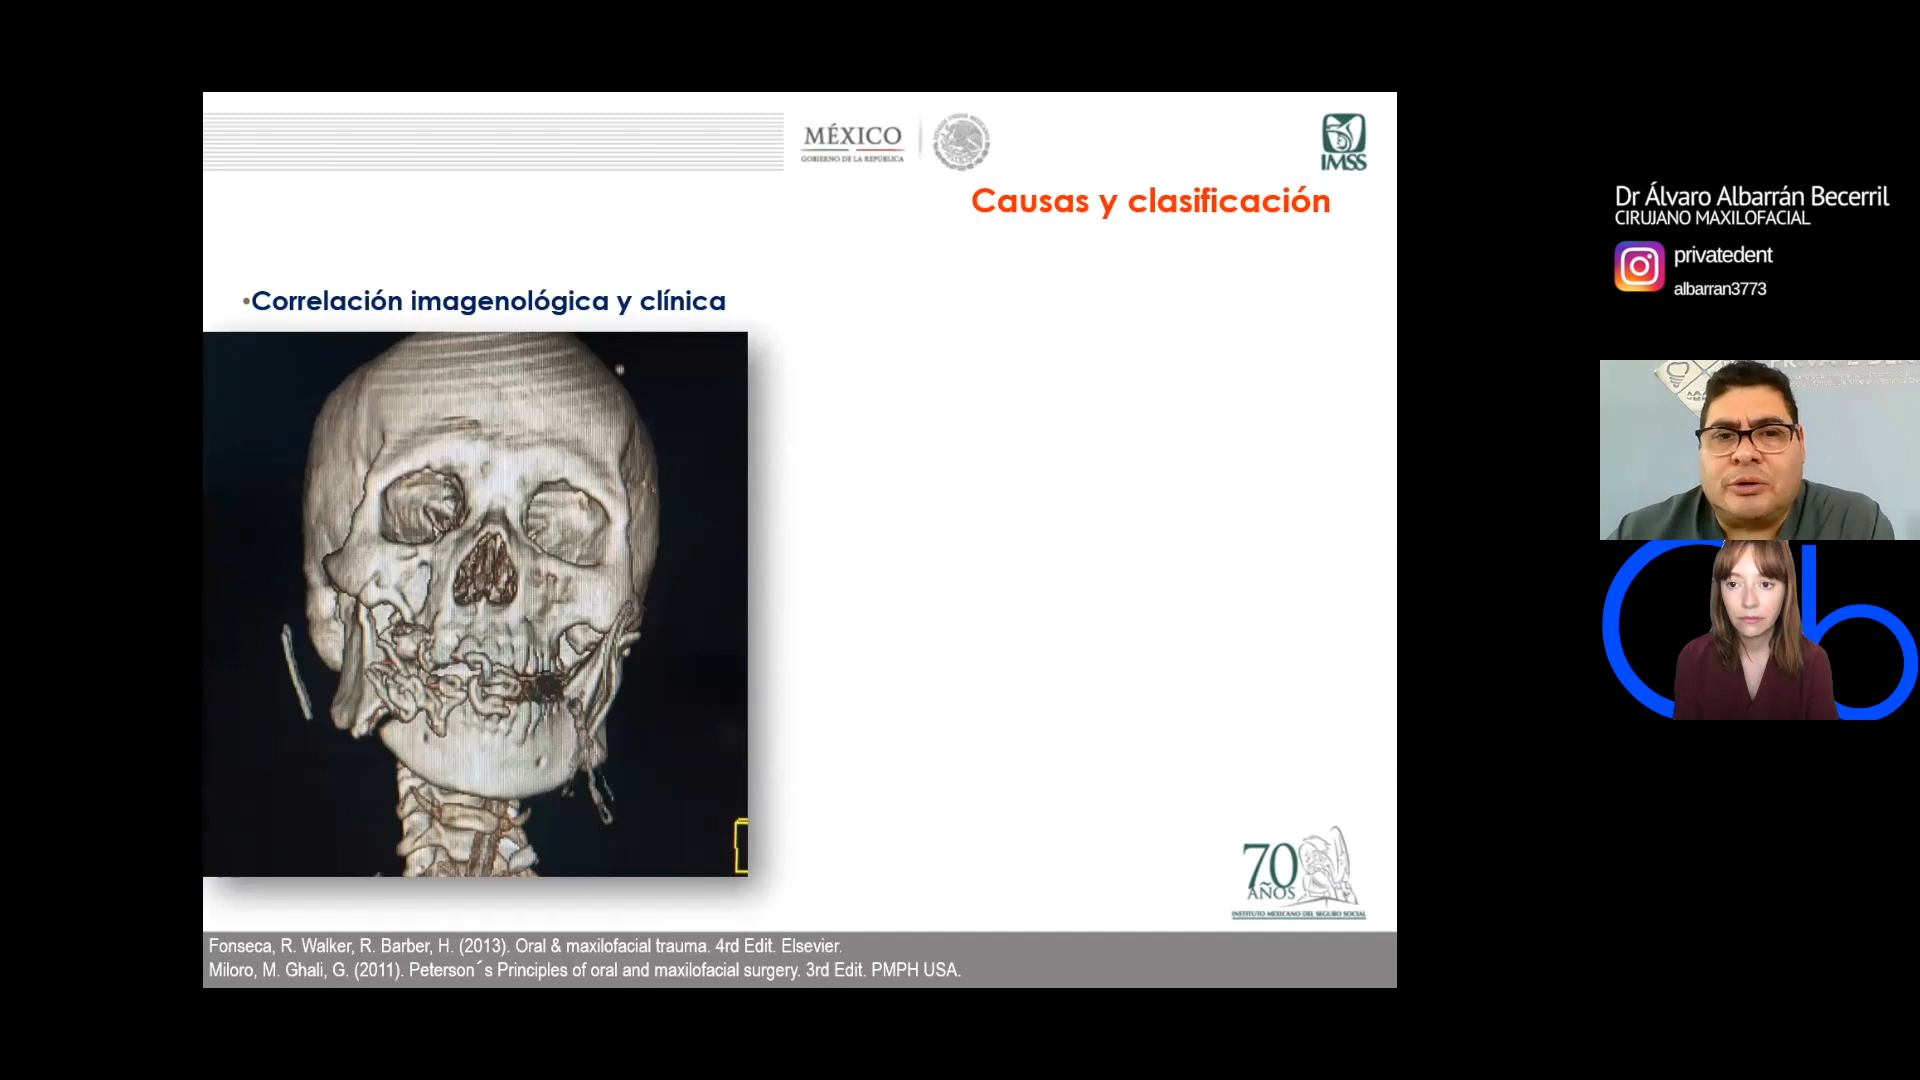 MÉXICO
GOBIERNO DE LA REPÚBLICA
IMSS
Causas y clasificación
•Correlación imagenológica y clínica
70
AÑOS
INSTITUTO MEXICANO DEL SEGURO SOCIAL
Fonseca, R. Walker, R. Barber, H. (2013). Oral & maxilofacial trauma. 4rd Edit. Elsevier.
Miloro, M. Ghali, G. (2011). Peterson´s Principles of oral and maxilofacial surgery. 3rd Edit. PMPH USA.
Dr Álvaro Albarrán Becerril
CIRUJANO MAXILOFACIAL
privatedent
albarran3773